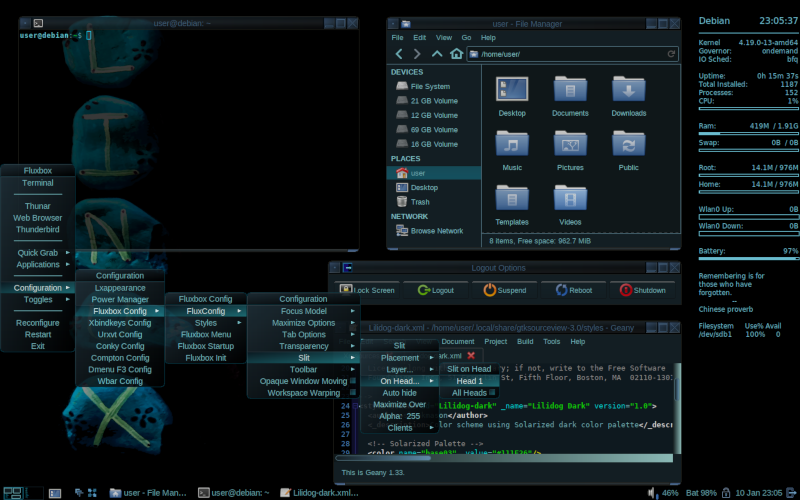 user@debian: ~
user@debian:~$
L
I
N
X
Fluxbox
Terminal
Thunar
Web Browser
Thunderbird
Quick Grab
Applications
Configuration
Toggles
Reconfigure
Restart
Exit
Configuration
Lxappearance
Power Manager
Fluxbox Config
Xbindkeys Config
Urxvt Config
Conky Config
Compton Config
Dmenu F3 Config
Wbar Config
Fluxbox Config
FluxConfig
Styles
Fluxbox Menu
Fluxbox Startup
Fluxbox Init
Configuration
Focus Model
Maximize Options
Tab Options
Transparency
Slit
Toolbar
Opaque Window Moving
Workspace Warping
Slit
Placement
Layer...
On Head...
Auto hide
Maximize Over
Alpha: 255
Clients
Slit on Head
Head 1
All Heads
user - File Manager
File Edit View Go Help
/home/user/
DEVICES
File System
21 GB Volume
12 GB Volume
69 GB Volume
16 GB Volume
PLACES
user
Desktop
Trash
NETWORK
Browse Network
Desktop Documents Downloads
Music Pictures Public
Templates Videos
8 items, Free space: 962.7 MiB
Logout Options
Lock Screen Logout Suspend Reboot Shutdown
Lilidog-dark.xml - /home/user/.local/share/gtksourceview-3.0/styles - Geany
Document Project Build Tools Help
rk.xml
y; if not, write to the Free Software
St, Fifth Floor, Boston, MA 02110-130
24 "Lilidog-dark" _name="Lilidog Dark" version="1.0">
25 </author>
26 color scheme using Solarized dark color palette</_descr
27
28 <!-- Solarized Palette -->
<color name="base03" value="#111F26"/>
This is Geany 1.33.
Debian 23:05:37
Kernel 4.19.0-13-amd64
Governor: ondemand
IO Sched: bfq
Uptime: 0h 15m 37s
Total Installed: 1187
Processes: 152
CPU: 1%
Ram: 419M / 1.91G
Swap: 0B / 0B
Root: 14.1M / 976M
Home: 14.1M / 976M
Wlan0 Up: 0B
Wlan0 Down: 0B
Battery: 97%
Remembering is for
those who have
forgotten.
--
Chinese proverb
Filesystem Use% Avail
/dev/sdb1 100% 0
user - File Man...
user@debian: ~
Lilidog-dark.xml...
46% Bat 98% 10 Jan 23:05